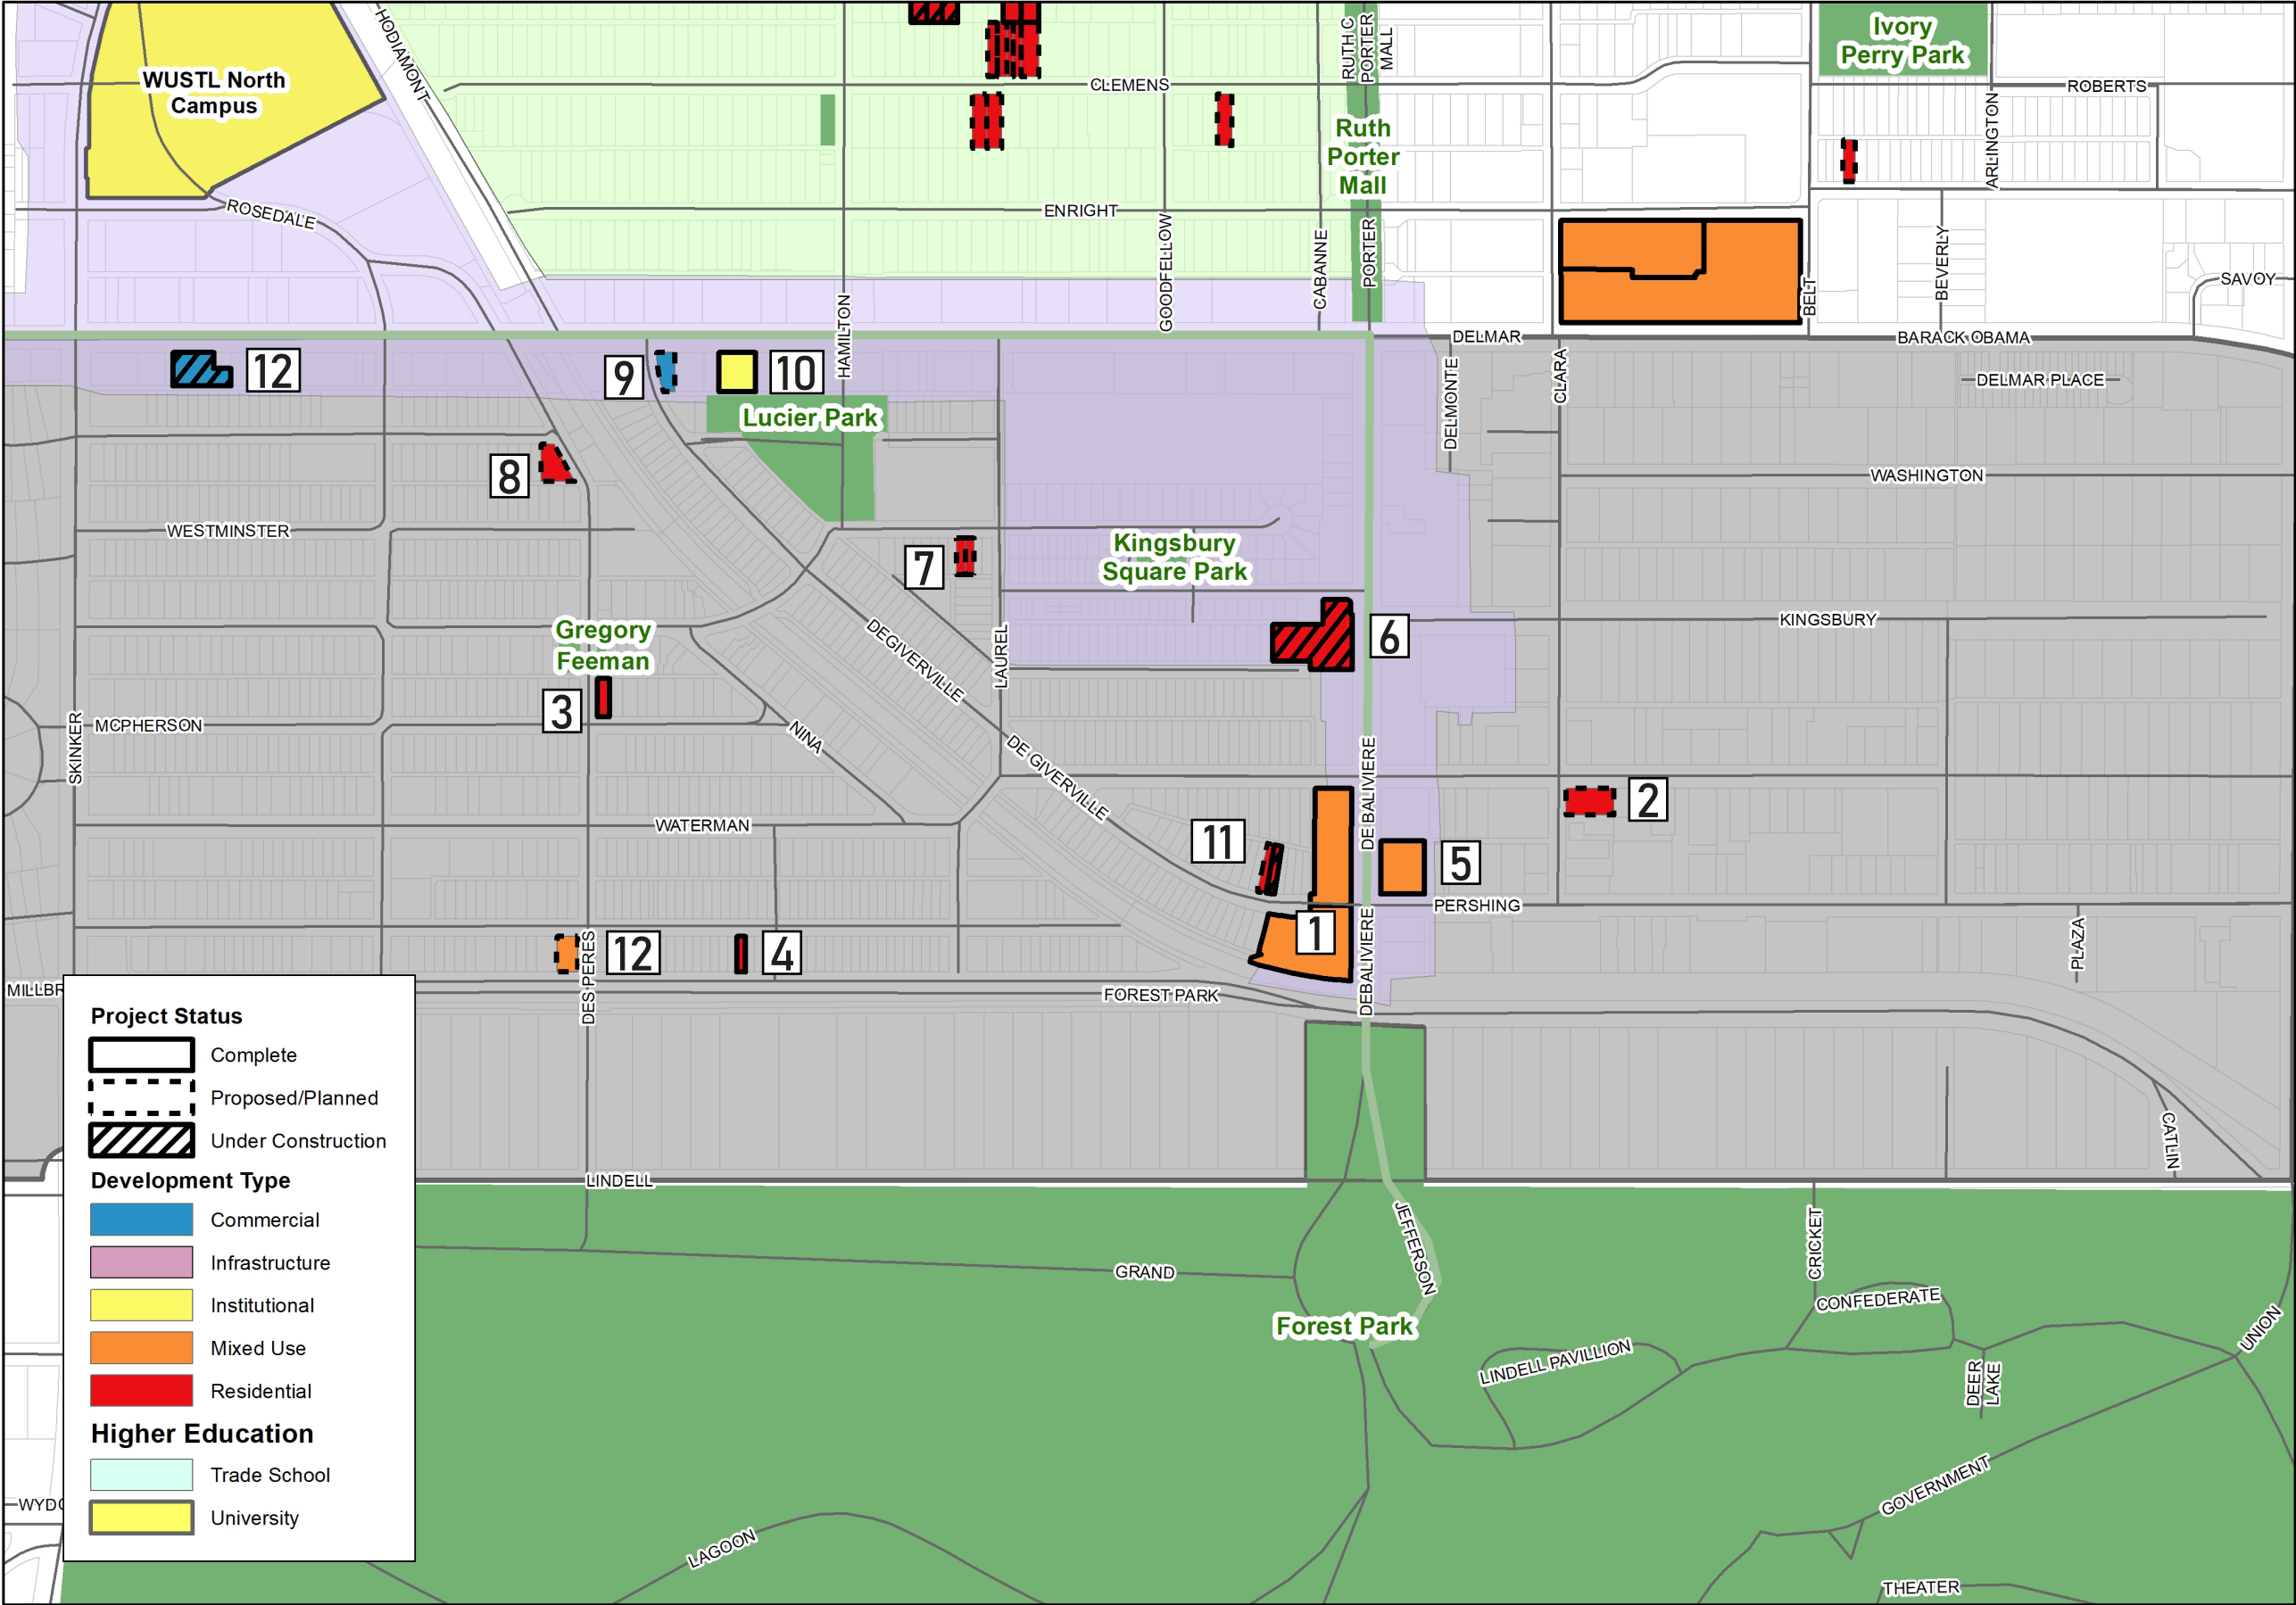 HODIAMONT
WUSTL North
Campus
RUTH C
PORTER
MALL
Ivory
Perry Park
CLEMENS
ROBERTS
ARLINGTON
Ruth
Porter
Mall
ROSEDALE
ENRIGHT
GOODFELLOW
CABANNE
PORTER
BELT
BEVERLY
SAVOY
HAMILTON
DELMAR
BARACK OBAMA
12
9
10
DELMONTE
CLARA
DELMAR PLACE
Lucier Park
8
WASHINGTON
WESTMINSTER
7
Kingsbury
Square Park
Gregory
Feeman
DEGIVERVILLE
LAUREL
6
KINGSBURY
3
SKINKER
MCPHERSON
NINA
DE GIVERVILLE
DE BALIVIERE
2
WATERMAN
11
5
PERSHING
1
12
4
DES PERES
DEBALIVIERE
PLAZA
MILLBR
FOREST PARK
CATLIN
LINDELL
JEFFERSON
CRICKET
GRAND
CONFEDERATE
Forest Park
UNION
LINDELL PAVILLION
DEER
LAKE
GOVERNMENT
WYDO
LAGOON
THEATER
Project Status
Complete
Proposed/Planned
Under Construction
Development Type
Commercial
Infrastructure
Institutional
Mixed Use
Residential
Higher Education
Trade School
University